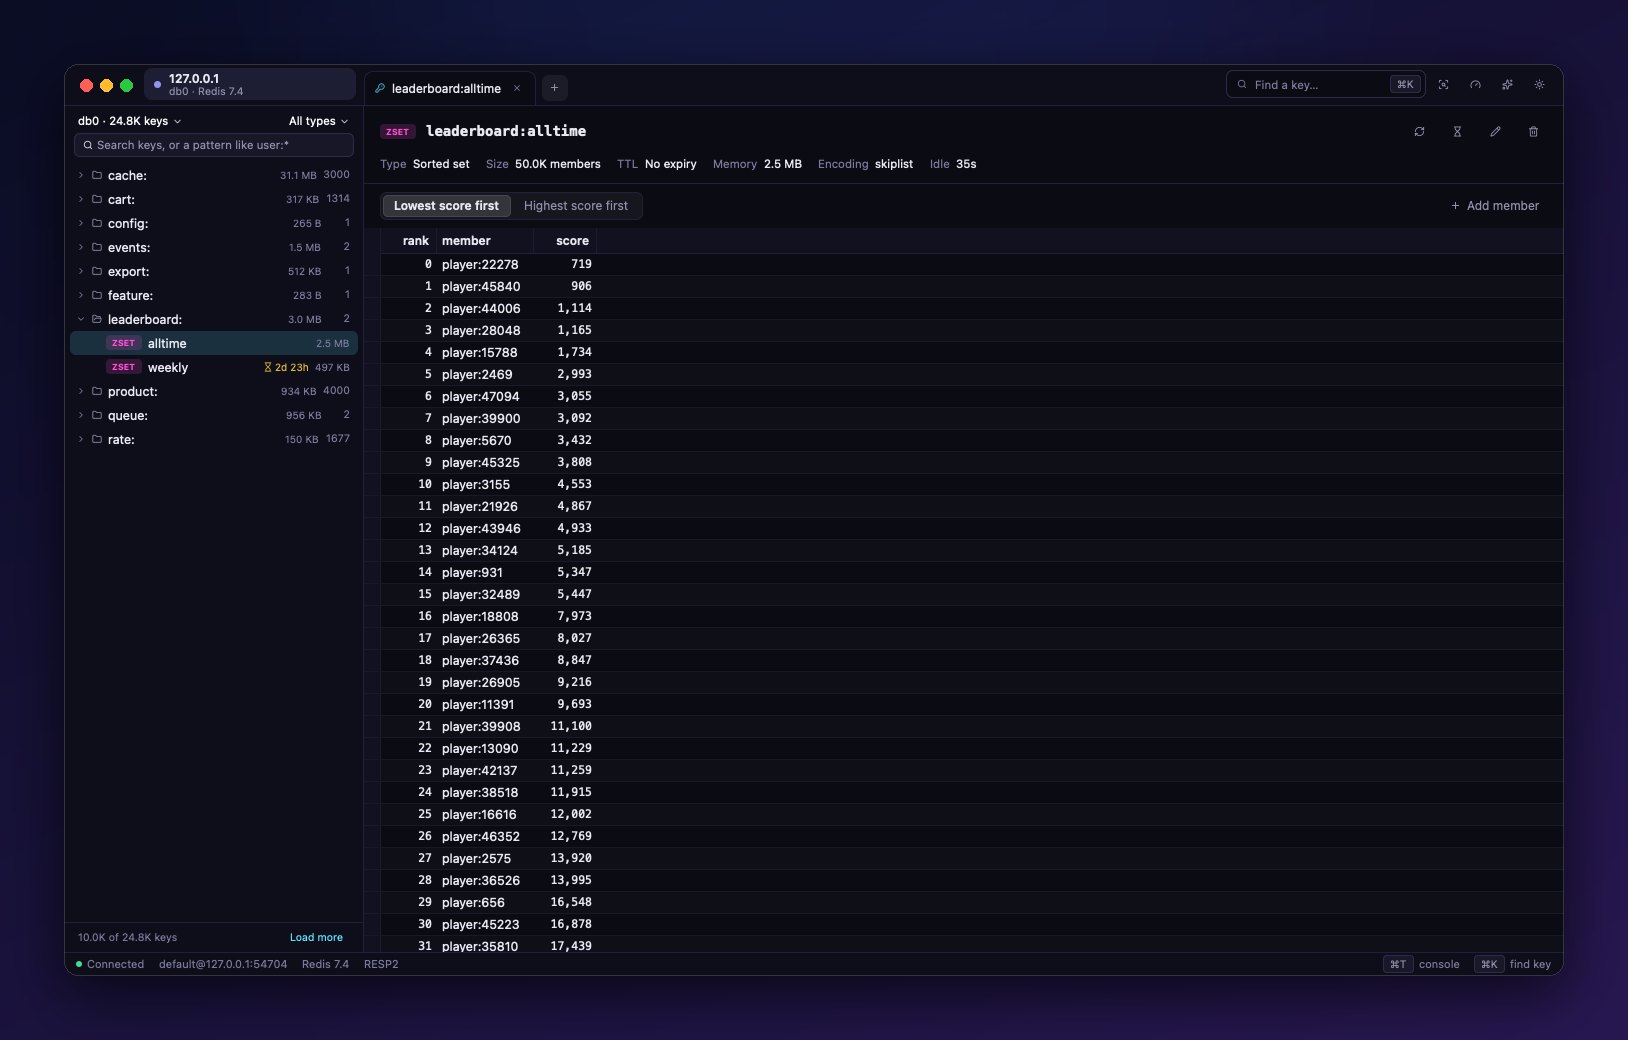 127.0.0.1
db0 · Redis 7.4
leaderboard:alltime ×
+
Find a key... ⌘K
db0 · 24.8K keys All types
Search keys, or a pattern like user:*
cache: 31.1 MB 3000
cart: 317 KB 1314
config: 265 B 1
events: 1.5 MB 2
export: 512 KB 1
feature: 283 B 1
leaderboard: 3.0 MB 2
ZSET alltime 2.5 MB
ZSET weekly 2d 23h 497 KB
product: 934 KB 4000
queue: 956 KB 2
rate: 150 KB 1677
10.0K of 24.8K keys Load more
ZSET leaderboard:alltime
Type Sorted set Size 50.0K members TTL No expiry Memory 2.5 MB Encoding skiplist Idle 35s
Lowest score first Highest score first + Add member
rank member score
0 player:22278 719
1 player:45840 906
2 player:44006 1,114
3 player:28048 1,165
4 player:15788 1,734
5 player:2469 2,993
6 player:47094 3,055
7 player:39900 3,092
8 player:5670 3,432
9 player:45325 3,808
10 player:3155 4,553
11 player:21926 4,867
12 player:43946 4,933
13 player:34124 5,185
14 player:931 5,347
15 player:32489 5,447
16 player:18808 7,973
17 player:26365 8,027
18 player:37436 8,847
19 player:26905 9,216
20 player:11391 9,693
21 player:39908 11,100
22 player:13090 11,229
23 player:42137 11,259
24 player:38518 11,915
25 player:16616 12,002
26 player:46352 12,769
27 player:2575 13,920
28 player:36526 13,995
29 player:656 16,548
30 player:45223 16,878
31 player:35810 17,439
Connected default@127.0.0.1:54704 Redis 7.4 RESP2 ⌘T console ⌘K find key